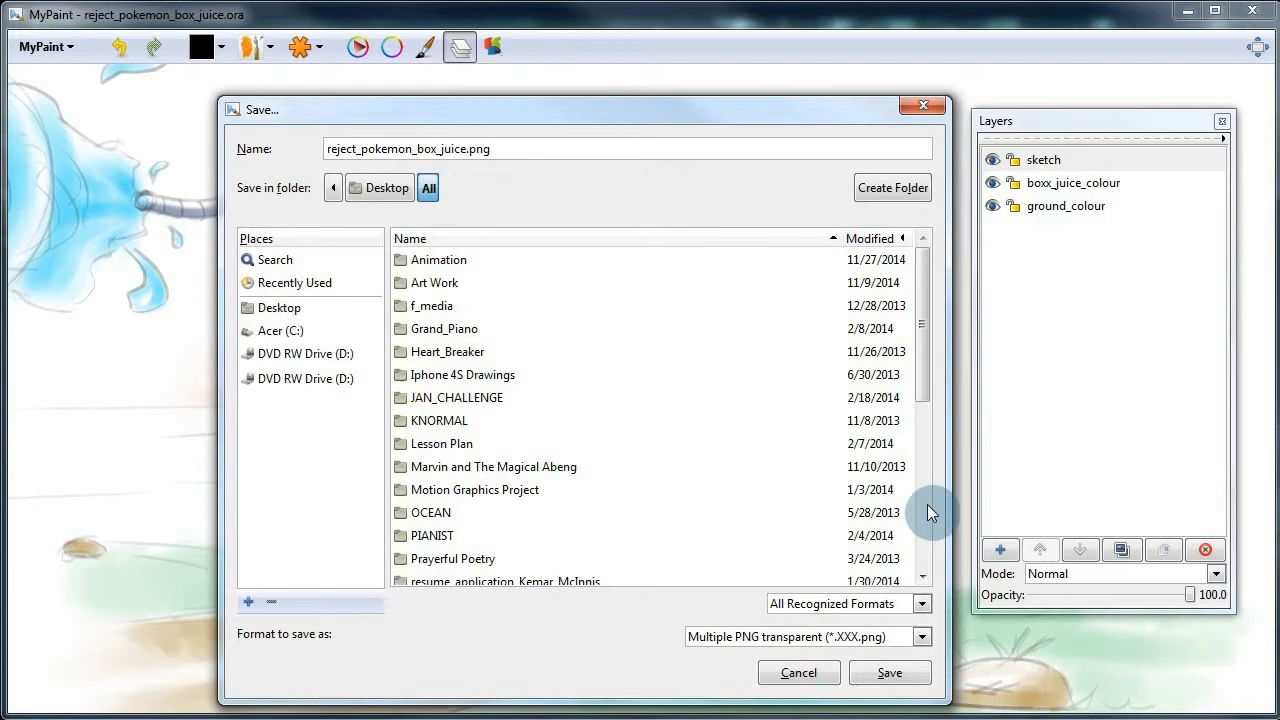 MyPaint - reject_pokemon_box_juice.ora
MyPaint
Save...
Name: reject_pokemon_box_juice.png
Save in folder: Desktop All Create Folder
Places
Search
Recently Used
Desktop
Acer (C:)
DVD RW Drive (D:)
DVD RW Drive (D:)
Name Modified
Animation 11/27/2014
Art Work 11/9/2014
f_media 12/28/2013
Grand_Piano 2/8/2014
Heart_Breaker 11/26/2013
Iphone 4S Drawings 6/30/2013
JAN_CHALLENGE 2/18/2014
KNORMAL 11/8/2013
Lesson Plan 2/7/2014
Marvin and The Magical Abeng 11/10/2013
Motion Graphics Project 1/3/2014
OCEAN 5/28/2013
PIANIST 2/4/2014
Prayerful Poetry 3/24/2013
resume_application_Kemar_McInnis 1/30/2014
All Recognized Formats
Format to save as: Multiple PNG transparent (*.XXX.png)
Cancel Save
Layers
sketch
boxx_juice_colour
ground_colour
Mode: Normal
Opacity: 100.0